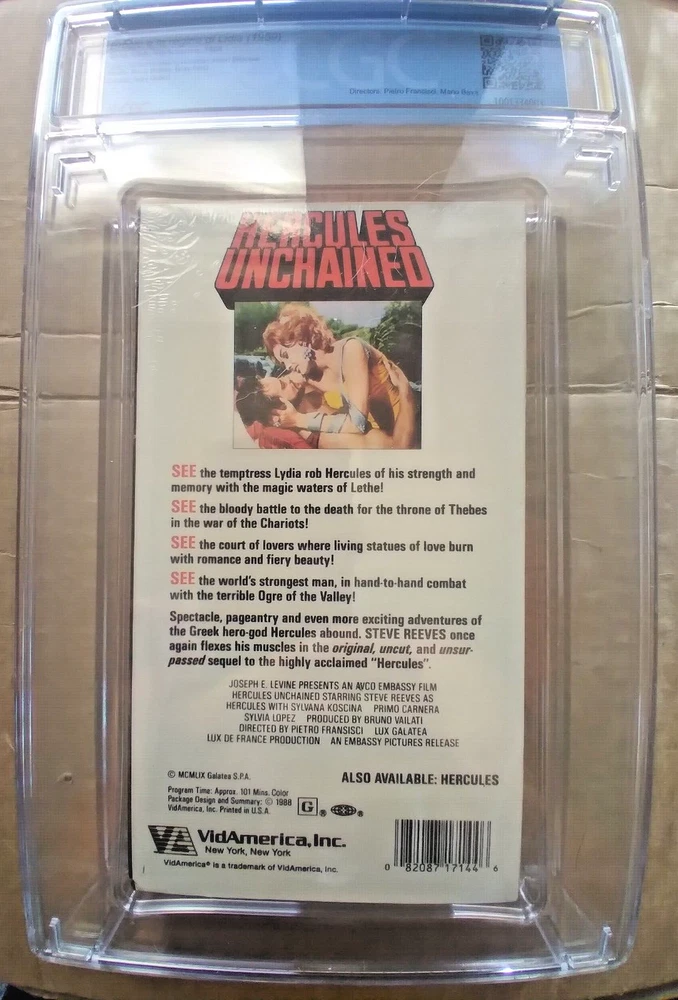 CGC
Directors: Pietro Francisci, Mario Bava
HERCULES
UNCHAINED
SEE the temptress Lydia rob Hercules of his strength and
memory with the magic waters of Lethe!
SEE the bloody battle to the death for the throne of Thebes
in the war of the Chariots!
SEE the court of lovers where living statues of love burn
with romance and fiery beauty!
SEE the world's strongest man, in hand-to-hand combat
with the terrible Ogre of the Valley!
Spectacle, pageantry and even more exciting adventures of
the Greek hero-god Hercules abound. STEVE REEVES once
again flexes his muscles in the original, uncut, and unsur-
passed sequel to the highly acclaimed "Hercules".
JOSEPH E. LEVINE PRESENTS AN AVCO EMBASSY FILM
HERCULES UNCHAINED STARRING STEVE REEVES AS
HERCULES WITH SYLVANA KOSCINA PRIMO CARNERA
SYLVIA LOPEZ PRODUCED BY BRUNO VAILATI
DIRECTED BY PIETRO FRANSISCI LUX GALATEA
LUX DE FRANCE PRODUCTION AN EMBASSY PICTURES RELEASE
© MCMLIX Galatea S.P.A.
ALSO AVAILABLE: HERCULES
Program Time: Approx. 101 Mins. Color
Package Design and Summary: © 1988
VidAmerica, Inc. Printed in U.S.A.
G ® ®
VA VidAmerica, Inc.
New York, New York
VidAmerica® is a trademark of VidAmerica, Inc.
0 82087 17144 6
CGC